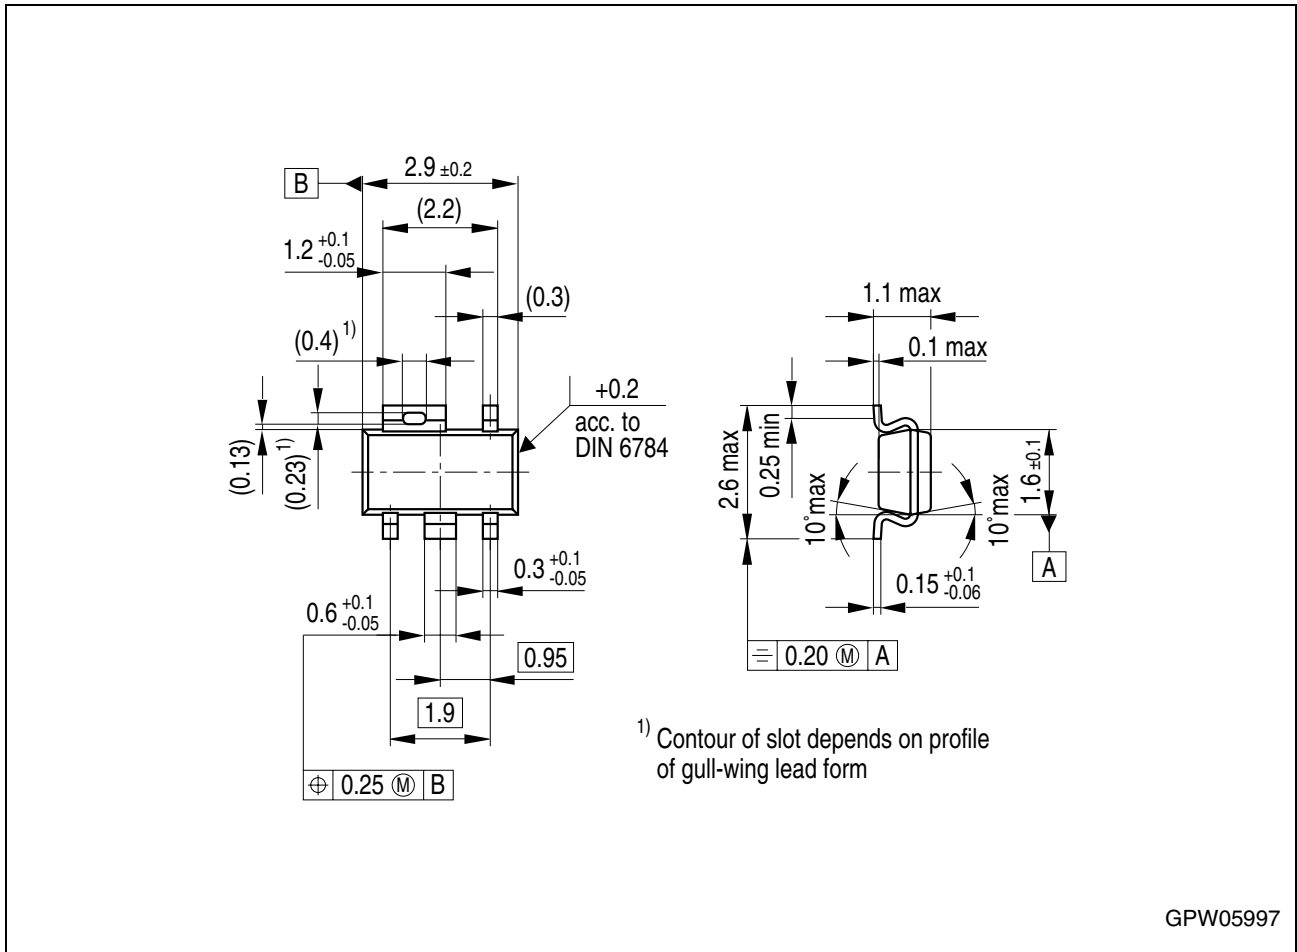 B
2.9 ±0.2
(2.2)
1.2 +0.1 -0.05
(0.3)
(0.4) 1)
+0.2
acc. to
DIN 6784
(0.13)
(0.23) 1)
0.3 +0.1 -0.05
0.6 +0.1 -0.05
0.95
1.9
⌖ 0.25 Ⓜ B
1.1 max
0.1 max
2.6 max
0.25 min
10°max
10°max
1.6 ±0.1
A
0.15 +0.1 -0.06
⌯ 0.20 Ⓜ A
1) Contour of slot depends on profile
of gull-wing lead form
GPW05997